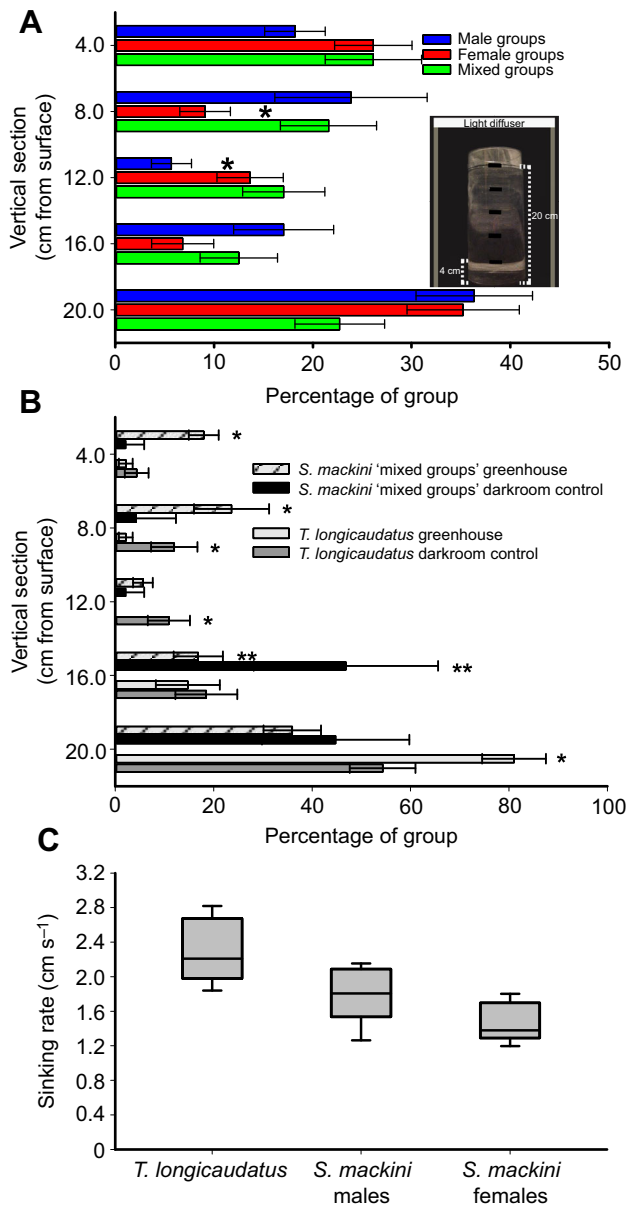 A
Vertical section
(cm from surface)
4.0
8.0
12.0
16.0
20.0
Male groups
Female groups
Mixed groups
*
*
Light diffuser
20 cm
4 cm
0
10
20
30
40
50
Percentage of group
B
Vertical section
(cm from surface)
4.0
8.0
12.0
16.0
20.0
S. mackini ‘mixed groups’ greenhouse
S. mackini ‘mixed groups’ darkroom control
T. longicaudatus greenhouse
T. longicaudatus darkroom control
*
*
*
*
**
**
*
0
20
40
60
80
100
Percentage of group
C
Sinking rate (cm s–1)
3.2
2.8
2.4
2.0
1.6
1.2
0.8
0.4
0
T. longicaudatus
S. mackini
males
S. mackini
females